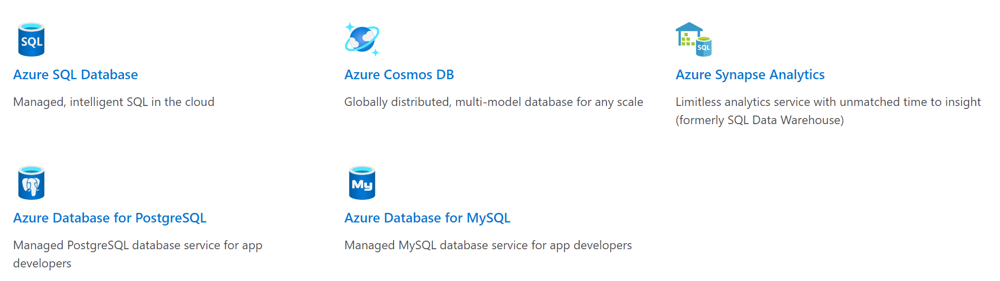 SQL
Azure SQL Database
Managed, intelligent SQL in the cloud
Azure Cosmos DB
Globally distributed, multi-model database for any scale
SQL
Azure Synapse Analytics
Limitless analytics service with unmatched time to insight
(formerly SQL Data Warehouse)
Azure Database for PostgreSQL
Managed PostgreSQL database service for app
developers
My
Azure Database for MySQL
Managed MySQL database service for app developers